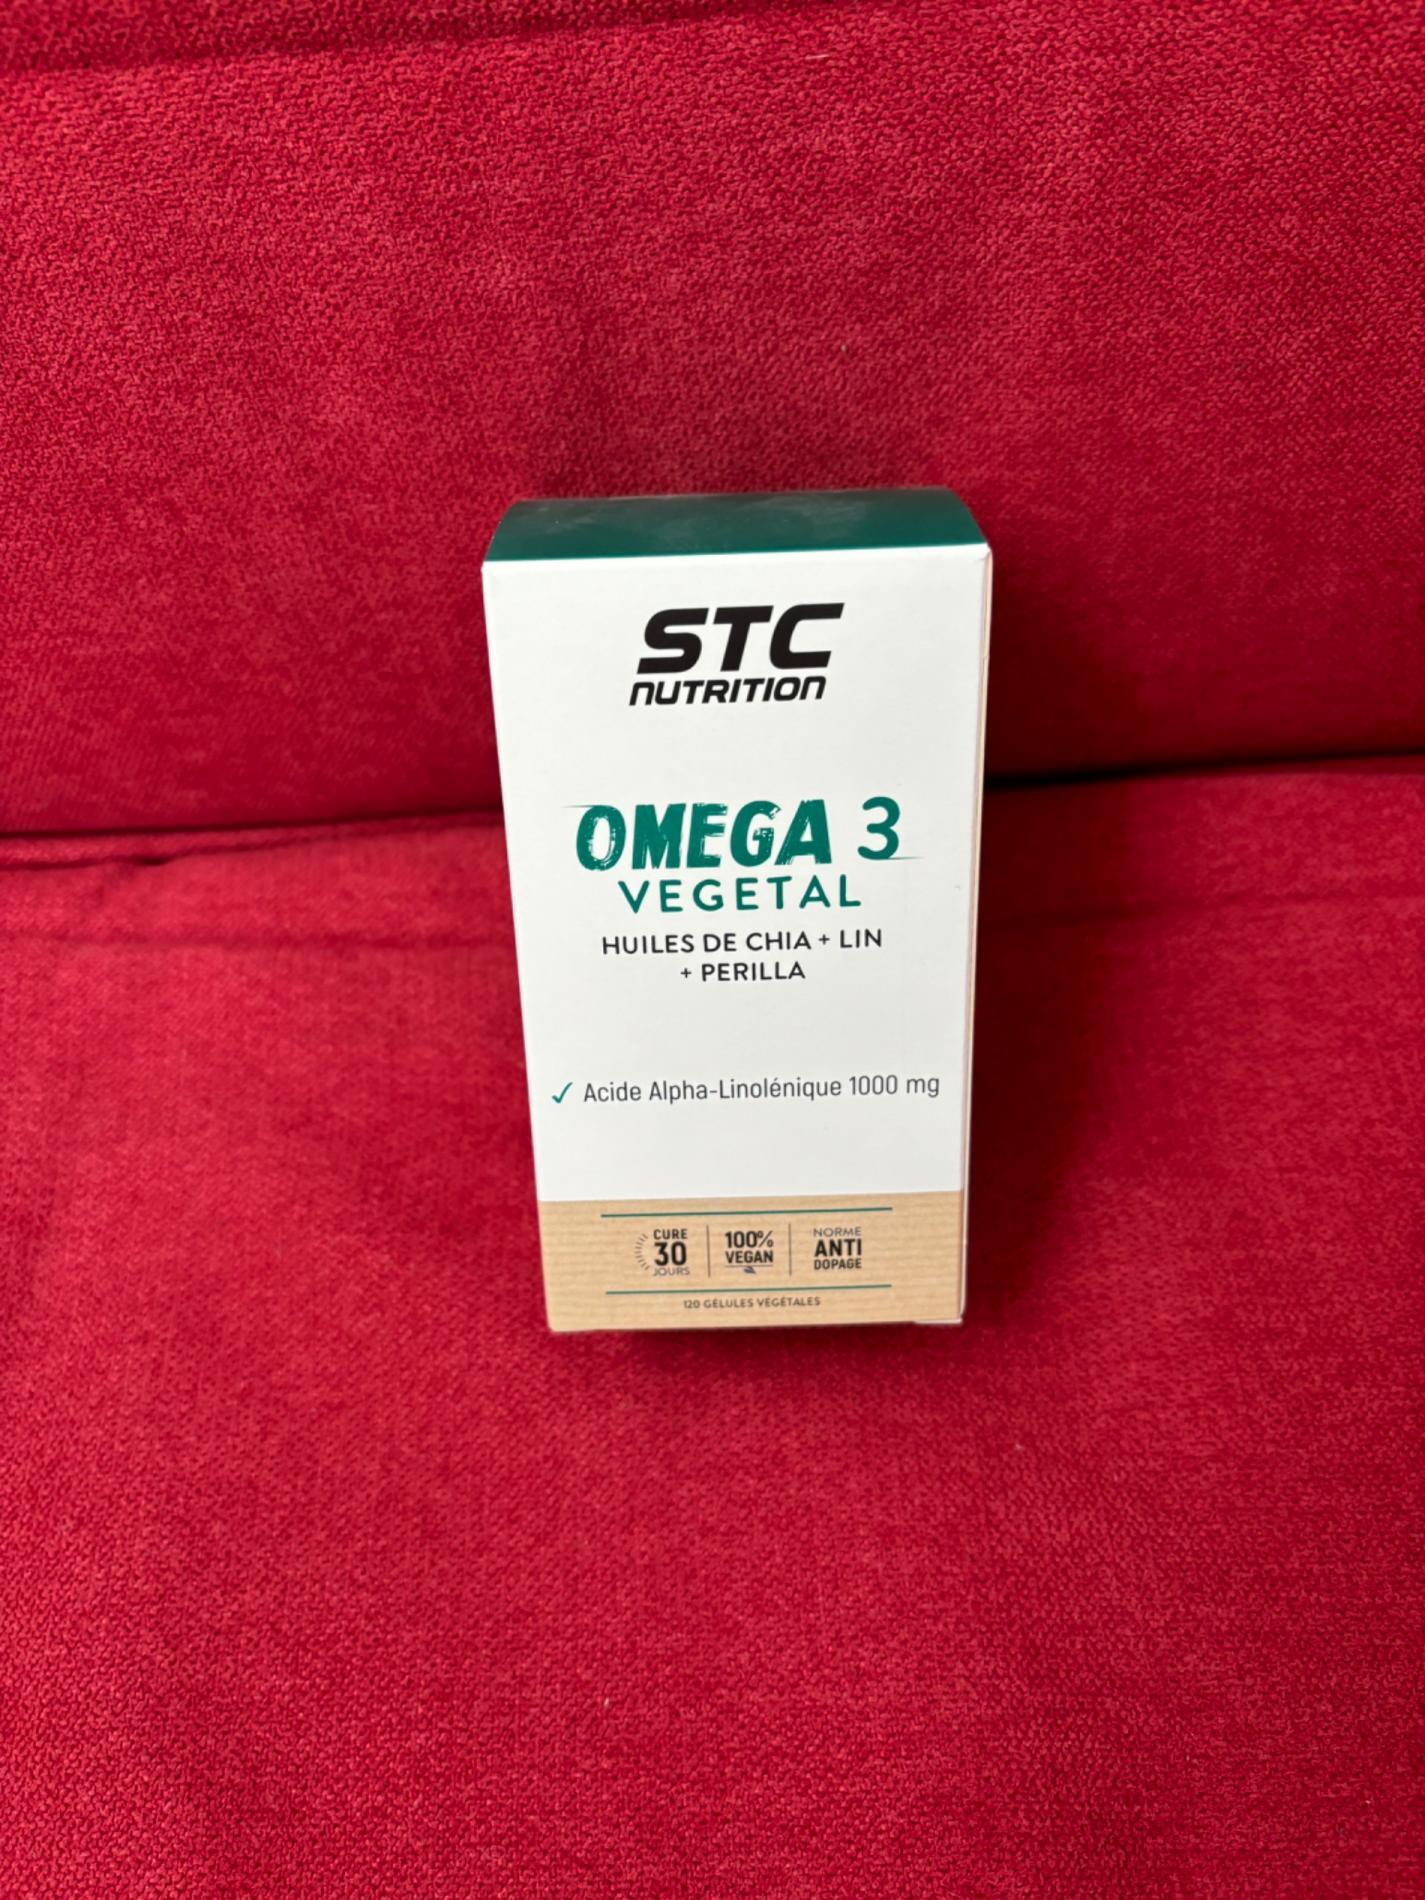 STC
NUTRITION
OMEGA 3
VEGETAL
HUILES DE CHIA + LIN
+ PERILLA
✓ Acide Alpha-Linolénique 1000 mg
CURE
30
JOURS
100%
VEGAN
NORME
ANTI
DOPAGE
120 GÉLULES VÉGÉTALES